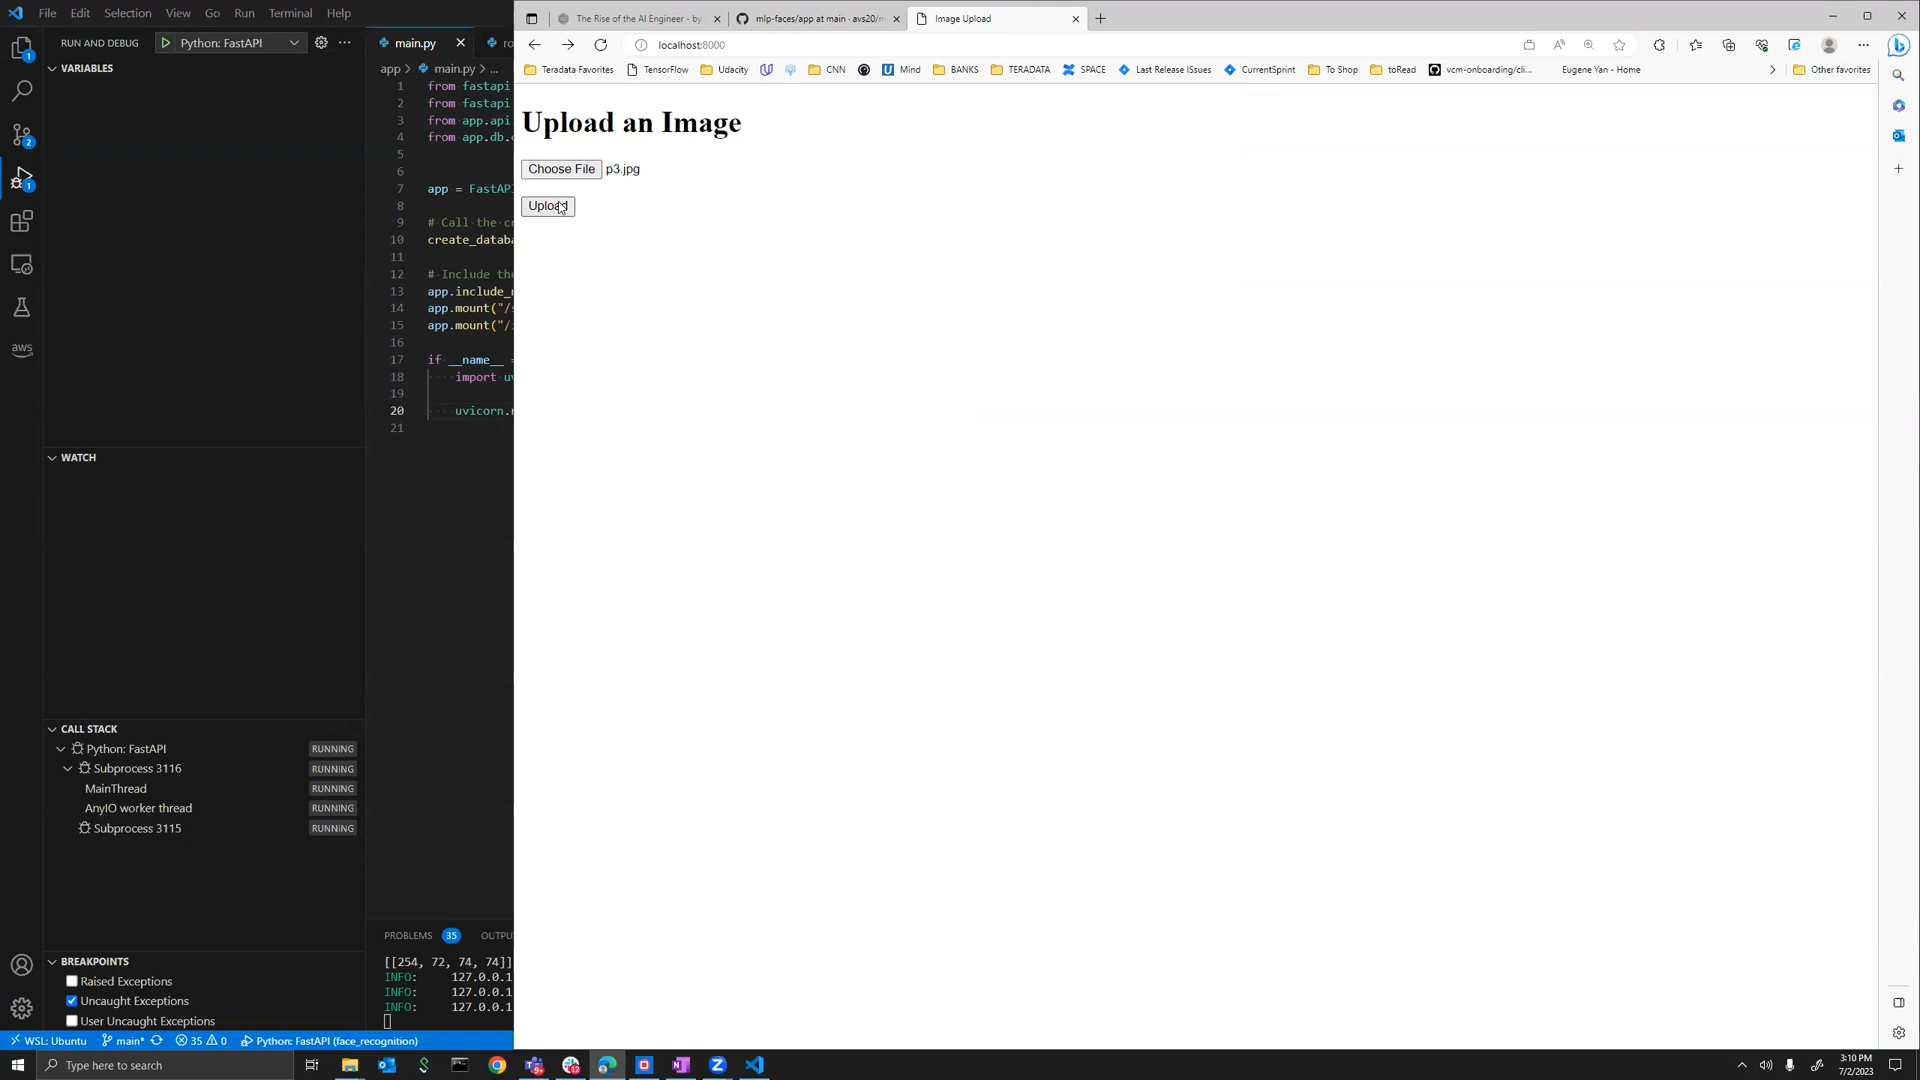 File Edit Selection View Go Run Terminal Help
RUN AND DEBUG Python: FastAPI
VARIABLES
WATCH
CALL STACK
Python: FastAPI RUNNING
Subprocess 3116 RUNNING
MainThread RUNNING
AnyIO worker thread RUNNING
Subprocess 3115 RUNNING
BREAKPOINTS
Raised Exceptions
Uncaught Exceptions
User Uncaught Exceptions
1
2
1
aws
main.py
app > main.py > ...
1 from fastapi
2 from fastapi
3 from app.api
4 from app.db.
5
6
7 app = FastAP
8
9 # Call the c
10 create_databa
11
12 # Include the
13 app.include_
14 app.mount("/
15 app.mount("/
16
17 if __name__ =
18 import uv
19
20 uvicorn.r
21
PROBLEMS 35 OUTPU
[[254, 72, 74, 74]]
INFO: 127.0.0.1
INFO: 127.0.0.1
INFO: 127.0.0.1
WSL: Ubuntu main* 35 0 Python: FastAPI (face_recognition)
The Rise of the AI Engineer - by mlp-faces/app at main · avs20/m Image Upload
localhost:8000
Teradata Favorites TensorFlow Udacity CNN Mind BANKS TERADATA SPACE Last Release ISsues CurrentSprint To Shop toRead vcm-onboarding/cli... Eugene Yan - Home Other favorites
Upload an Image
Choose File p3.jpg
Upload
Type here to search
3:10 PM
7/2/2023